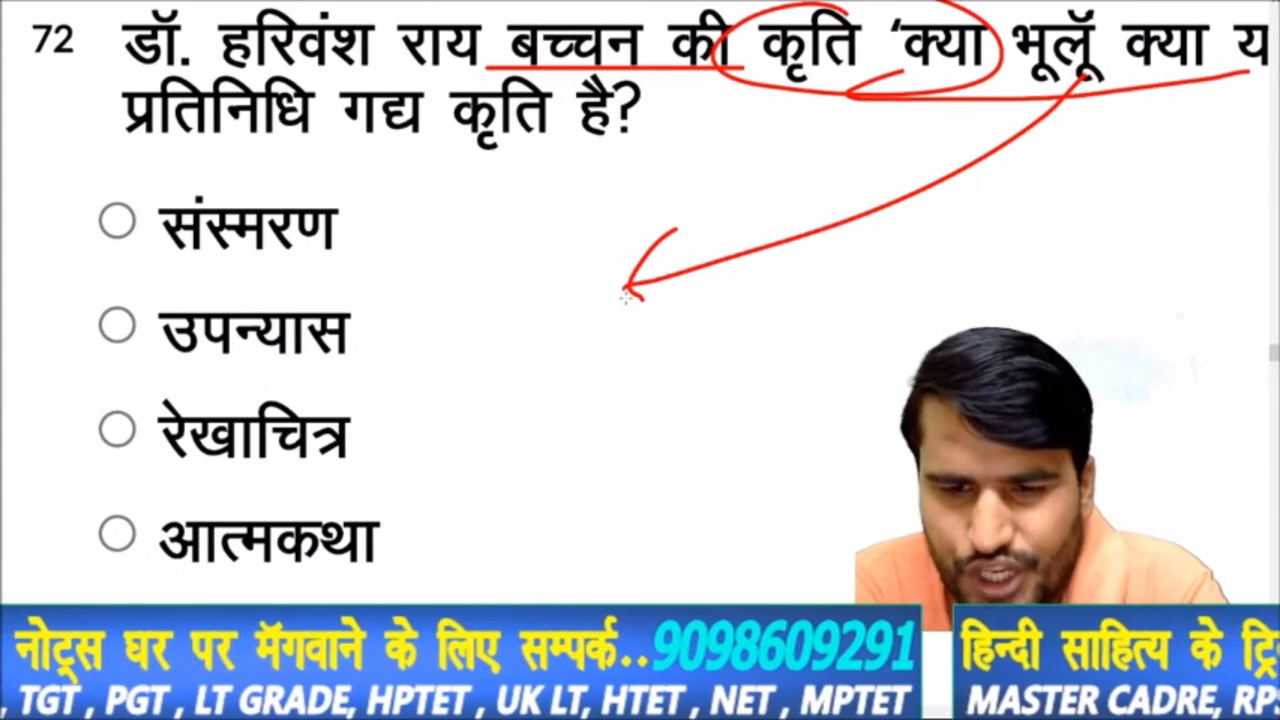 72 डॉ. हरिवंश राय बच्चन की कृति ‘क्या भूलूँ क्या य
प्रतिनिधि गद्य कृति है?
संस्मरण
उपन्यास
रेखाचित्र
आत्मकथा
नोट्स घर पर मॅगवाने के लिए सम्पर्क..9098609291
हिन्दी साहित्य के ट्रि
, TGT , PGT , LT GRADE, HPTET , UK LT, HTET , NET , MPTET
MASTER CADRE, RPS